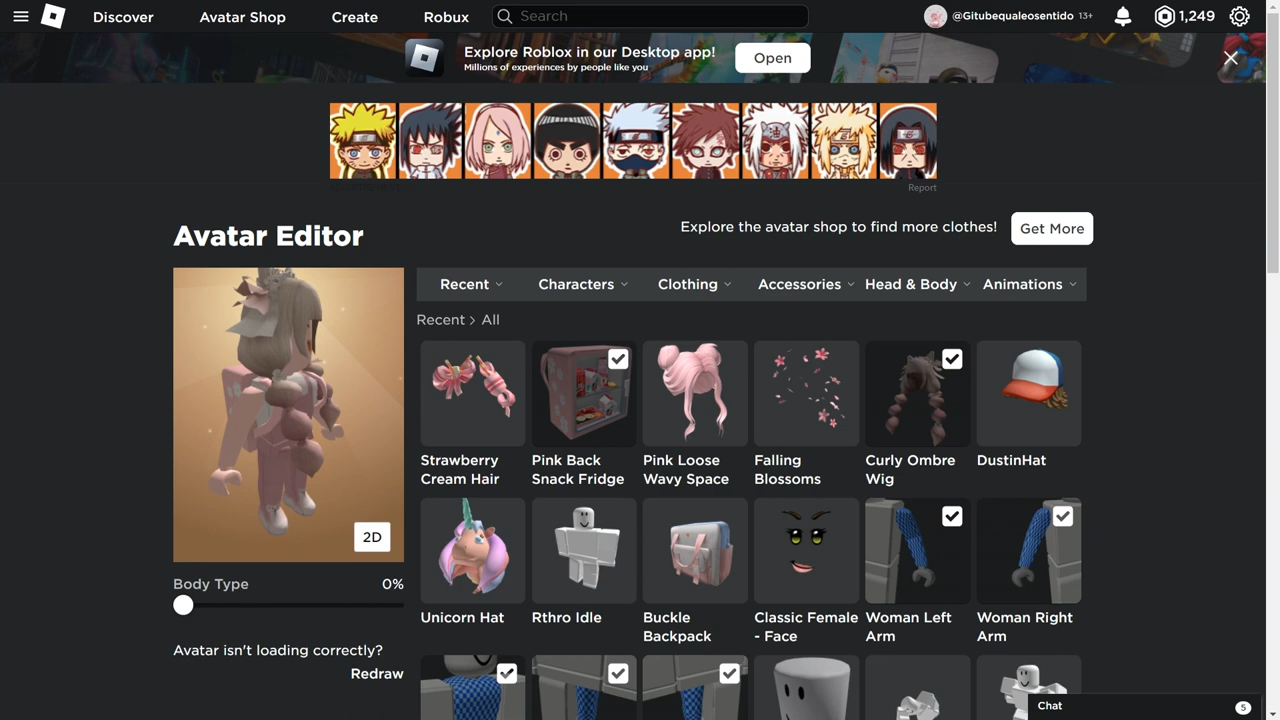 Discover
Avatar Shop
Create
Robux
Search
@Gitubequaleosentido 13+
1,249
Explore Roblox in our Desktop app!
Millions of experiences by people like you
Open
ADVERTISEMENT
Report
Avatar Editor
Explore the avatar shop to find more clothes!
Get More
Recent
Characters
Clothing
Accessories
Head & Body
Animations
Recent > All
2D
Body Type
0%
Avatar isn't loading correctly?
Redraw
Strawberry
Cream Hair
Pink Back
Snack Fridge
Pink Loose
Wavy Space
Falling
Blossoms
Curly Ombre
Wig
DustinHat
Unicorn Hat
Rthro Idle
Buckle
Backpack
Classic Female
- Face
Woman Left
Arm
Woman Right
Arm
Chat
5